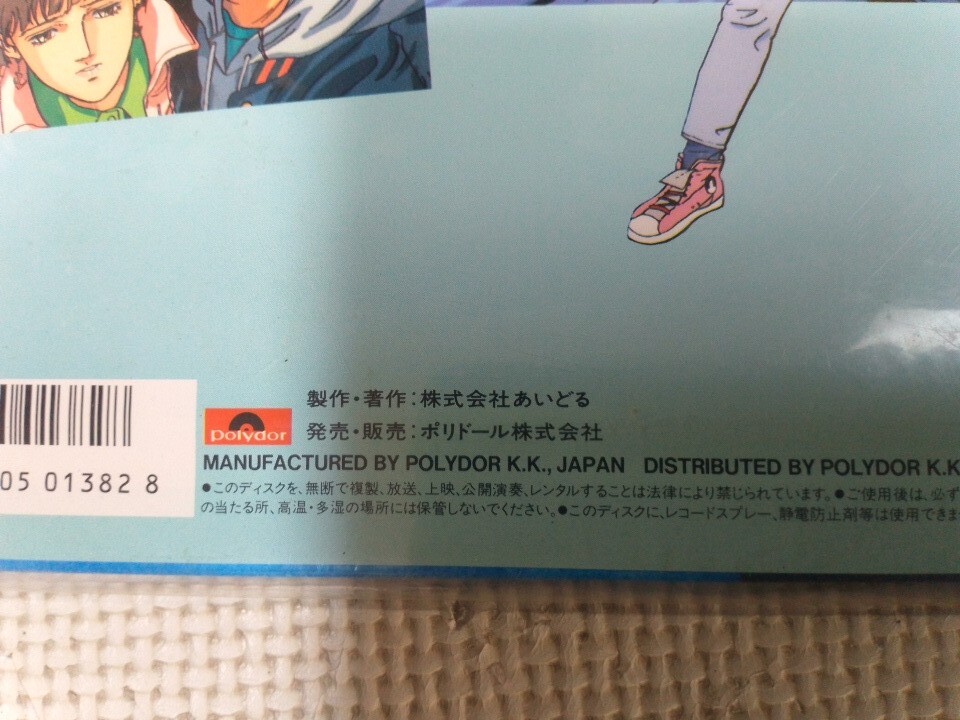 製作・著作：株式会社あいどる
polydor
発売・販売：ポリドール株式会社
MANUFACTURED BY POLYDOR K.K., JAPAN DISTRIBUTED BY POLYDOR K.K
05 01382 8
●このディスクを、無断で複製、放送、上映、公開演奏、レンタルすることは法律により禁じられています。●ご使用後は、必ず
の当たる所、高温・多湿の場所には保管しないでください。●このディスクに、レコードスプレー、静電防止剤等は使用できま